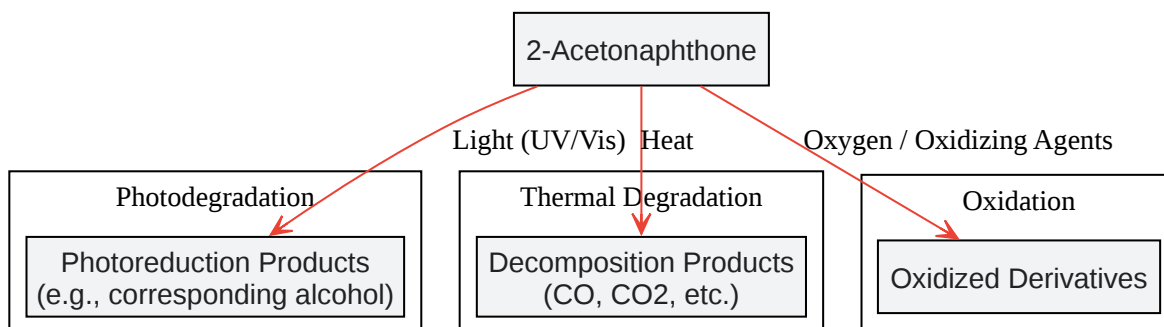 2-Acetonaphthone
Light (UV/Vis)
Heat
Oxygen / Oxidizing Agents
Photodegradation
Thermal Degradation
Oxidation
Photoreduction Products
(e.g., corresponding alcohol)
Decomposition Products
(CO, CO2, etc.)
Oxidized Derivatives